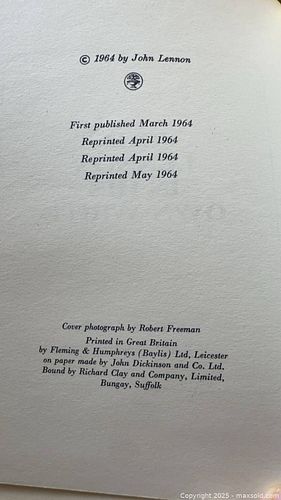 © 1964 by John Lennon
First published March 1964
Reprinted April 1964
Reprinted April 1964
Reprinted May 1964
Cover photograph by Robert Freeman
Printed in Great Britain
by Fleming & Humphreys (Baylis) Ltd, Leicester
on paper made by John Dickinson and Co. Ltd.
Bound by Richard Clay and Company, Limited,
Bungay, Suffolk
Copyright 2025 - maxsold.com